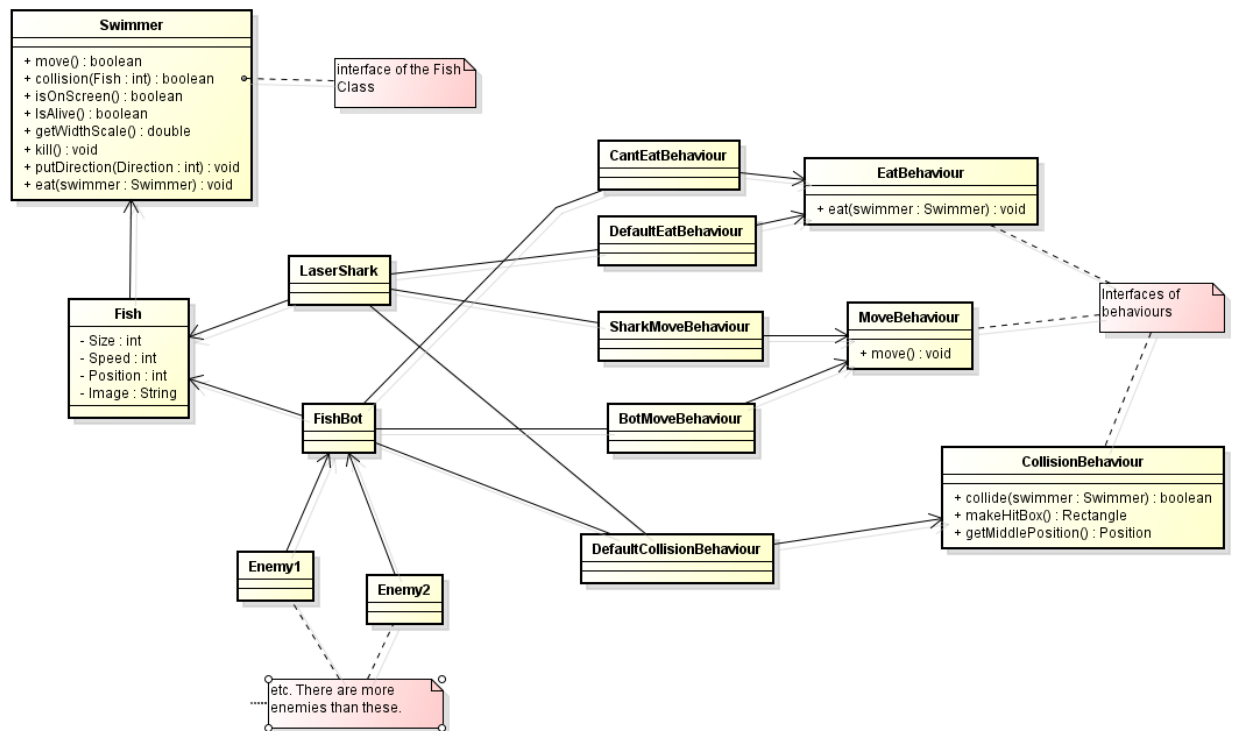 Swimmer
+ move() : boolean
+ collision(Fish : int) : boolean
+ isOnScreen() : boolean
+ IsAlive() : boolean
+ getWidthScale() : double
+ kill() : void
+ putDirection(Direction : int) : void
+ eat(swimmer : Swimmer) : void
interface of the Fish
Class
CantEatBehaviour
EatBehaviour
+ eat(swimmer : Swimmer) : void
DefaultEatBehaviour
LaserShark
Interfaces of
behaviours
Fish
- Size : int
- Speed : int
- Position : int
- Image : String
SharkMoveBehaviour
MoveBehaviour
+ move() : void
FishBot
BotMoveBehaviour
CollisionBehaviour
+ collide(swimmer : Swimmer) : boolean
+ makeHitBox() : Rectangle
+ getMiddlePosition() : Position
DefaultCollisionBehaviour
Enemy1
Enemy2
etc. There are more
enemies than these.